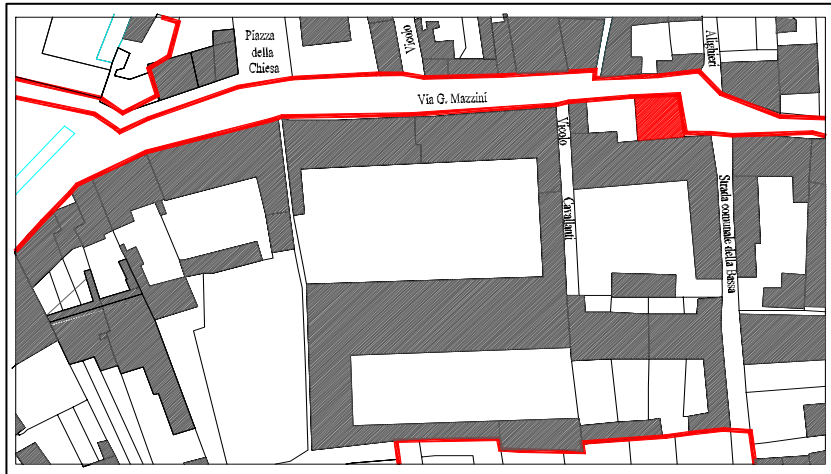 Piazza
della
Chiesa
Vicolo
Alighieri
Via G. Mazzini
Vicolo
Cavallanti
Strada comunale della Bassa